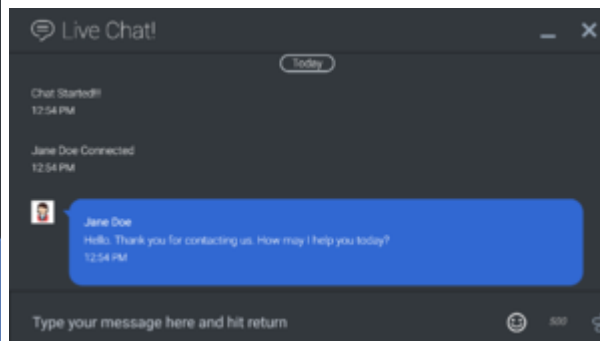 Live Chat!
Today
Chat Started!!!
12:54 PM
Jane Doe Connected
12:54 PM
Jane Doe
Hello. Thank you for contacting us. How may I help you today?
12:54 PM
Type your message here and hit return
500